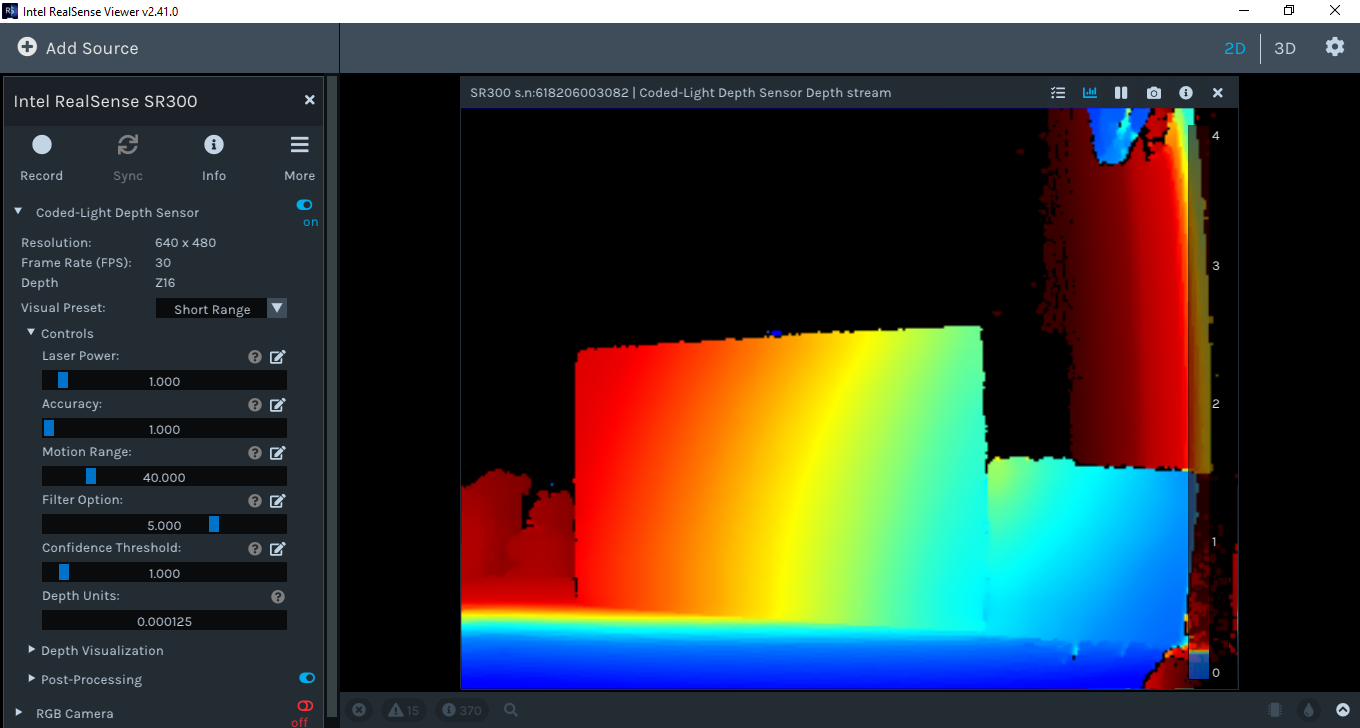 Intel RealSense Viewer v2.41.0
Add Source
2D
3D
Intel RealSense SR300
SR300 s.n:618206003082 | Coded-Light Depth Sensor Depth stream
Record
Sync
Info
More
Coded-Light Depth Sensor
on
Resolution: 640 x 480
Frame Rate (FPS): 30
Depth Z16
Visual Preset: Short Range
Controls
Laser Power:
1.000
Accuracy:
1.000
Motion Range:
40.000
Filter Option:
5.000
Confidence Threshold:
1.000
Depth Units:
0.000125
Depth Visualization
Post-Processing
RGB Camera
off
4
3
2
1
0
15
370